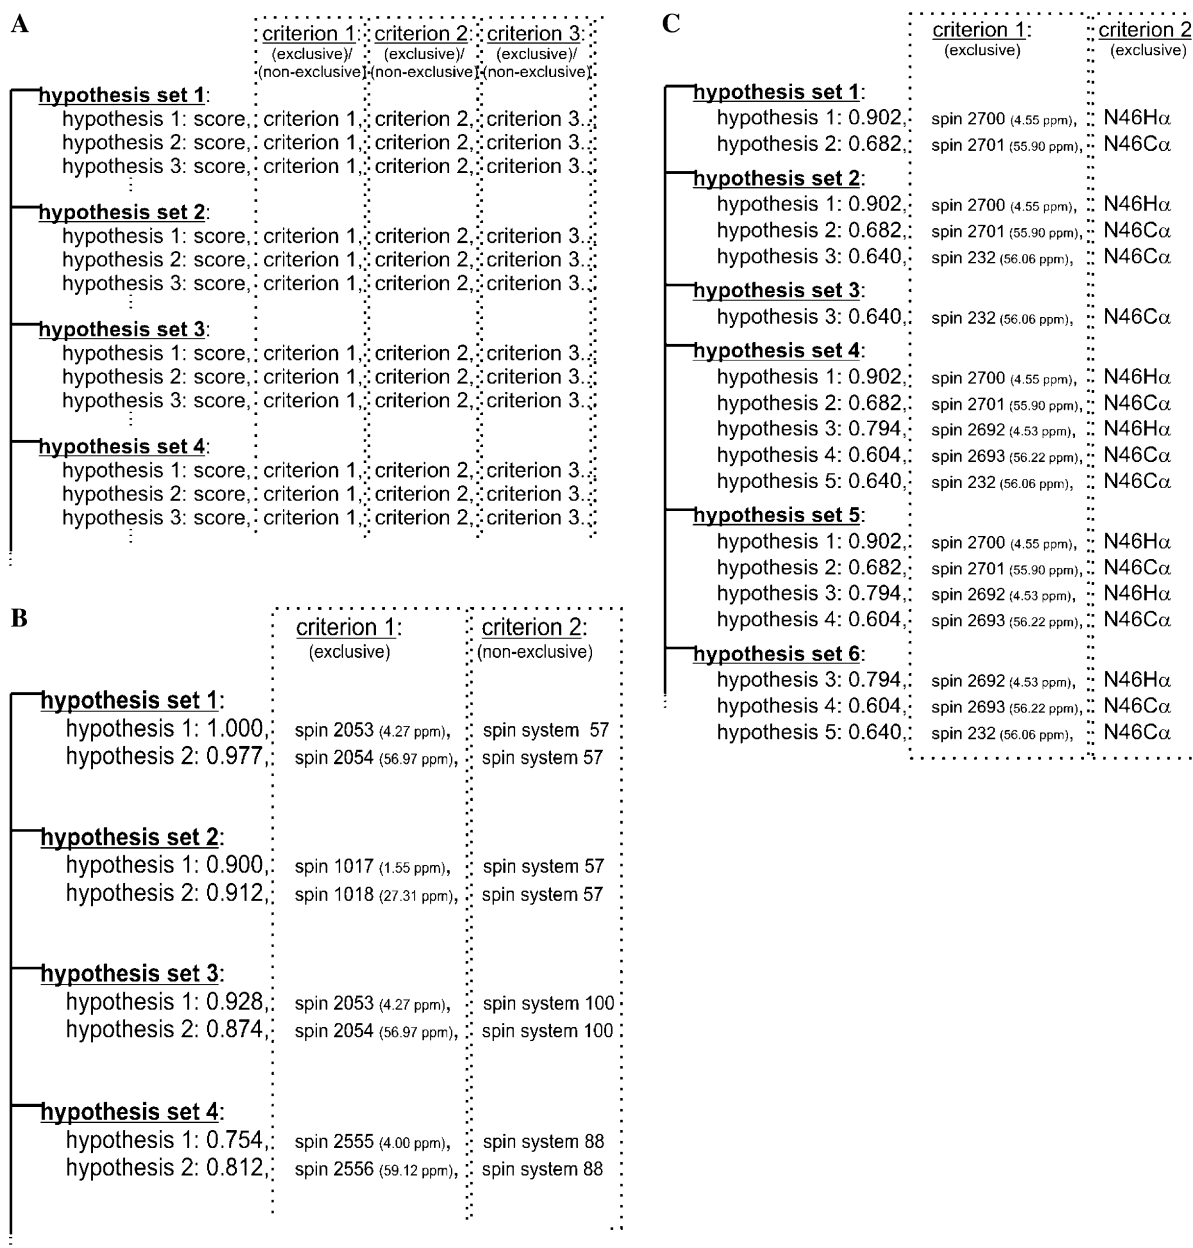 A
criterion 1: criterion 2: criterion 3:
(exclusive)/ (exclusive)/ (exclusive)/
(non-exclusive) (non-exclusive) (non-exclusive)
hypothesis set 1:
hypothesis 1: score, criterion 1, criterion 2, criterion 3...
hypothesis 2: score, criterion 1, criterion 2, criterion 3...
hypothesis 3: score, criterion 1, criterion 2, criterion 3...
hypothesis set 2:
hypothesis 1: score, criterion 1, criterion 2, criterion 3...
hypothesis 2: score, criterion 1, criterion 2, criterion 3...
hypothesis 3: score, criterion 1, criterion 2, criterion 3...
hypothesis set 3:
hypothesis 1: score, criterion 1, criterion 2, criterion 3...
hypothesis 2: score, criterion 1, criterion 2, criterion 3...
hypothesis 3: score, criterion 1, criterion 2, criterion 3...
hypothesis set 4:
hypothesis 1: score, criterion 1, criterion 2, criterion 3...
hypothesis 2: score, criterion 1, criterion 2, criterion 3...
hypothesis 3: score, criterion 1, criterion 2, criterion 3...
B
criterion 1: criterion 2:
(exclusive) (non-exclusive)
hypothesis set 1:
hypothesis 1: 1.000, spin 2053 (4.27 ppm), spin system 57
hypothesis 2: 0.977, spin 2054 (56.97 ppm), spin system 57
hypothesis set 2:
hypothesis 1: 0.900, spin 1017 (1.55 ppm), spin system 57
hypothesis 2: 0.912, spin 1018 (27.31 ppm), spin system 57
hypothesis set 3:
hypothesis 1: 0.928, spin 2053 (4.27 ppm), spin system 100
hypothesis 2: 0.874, spin 2054 (56.97 ppm), spin system 100
hypothesis set 4:
hypothesis 1: 0.754, spin 2555 (4.00 ppm), spin system 88
hypothesis 2: 0.812, spin 2556 (59.12 ppm), spin system 88
C
criterion 1: criterion 2
(exclusive) (exclusive)
hypothesis set 1:
hypothesis 1: 0.902, spin 2700 (4.55 ppm), N46Hα
hypothesis 2: 0.682, spin 2701 (55.90 ppm), N46Cα
hypothesis set 2:
hypothesis 1: 0.902, spin 2700 (4.55 ppm), N46Hα
hypothesis 2: 0.682, spin 2701 (55.90 ppm), N46Cα
hypothesis 3: 0.640, spin 232 (56.06 ppm), N46Cα
hypothesis set 3:
hypothesis 3: 0.640, spin 232 (56.06 ppm), N46Cα
hypothesis set 4:
hypothesis 1: 0.902, spin 2700 (4.55 ppm), N46Hα
hypothesis 2: 0.682, spin 2701 (55.90 ppm), N46Cα
hypothesis 3: 0.794, spin 2692 (4.53 ppm), N46Hα
hypothesis 4: 0.604, spin 2693 (56.22 ppm), N46Cα
hypothesis 5: 0.640, spin 232 (56.06 ppm), N46Cα
hypothesis set 5:
hypothesis 1: 0.902, spin 2700 (4.55 ppm), N46Hα
hypothesis 2: 0.682, spin 2701 (55.90 ppm), N46Cα
hypothesis 3: 0.794, spin 2692 (4.53 ppm), N46Hα
hypothesis 4: 0.604, spin 2693 (56.22 ppm), N46Cα
hypothesis set 6:
hypothesis 3: 0.794, spin 2692 (4.53 ppm), N46Hα
hypothesis 4: 0.604, spin 2693 (56.22 ppm), N46Cα
hypothesis 5: 0.640, spin 232 (56.06 ppm), N46Cα